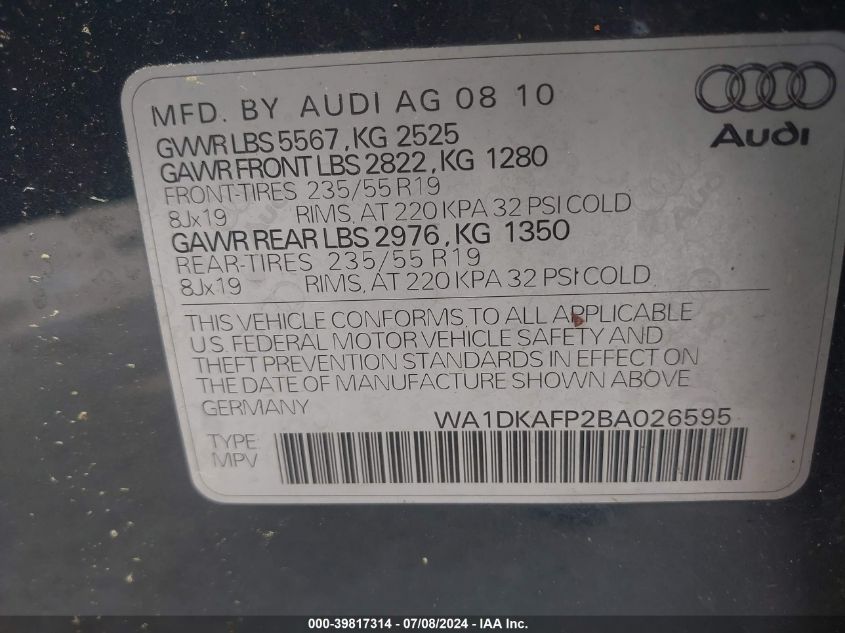 MFD. BY AUDI AG 08 10
Audi
GVWR LBS 5567, KG 2525
GAWR FRONT LBS 2822, KG 1280
FRONT-TIRES 235/55 R19
8Jx19 RIMS, AT 220 KPA 32 PSI COLD
GAWR REAR LBS 2976, KG 1350
REAR-TIRES 235/55 R19
8Jx19 RIMS, AT 220 KPA 32 PSI COLD
THIS VEHICLE CONFORMS TO ALL APPLICABLE
U.S. FEDERAL MOTOR VEHICLE SAFETY AND
THEFT PREVENTION STANDARDS IN EFFECT ON
THE DATE OF MANUFACTURE SHOWN ABOVE.
GERMANY WA1DKAFP2BA026595
TYPE:
MPV
000-39817314 - 07/08/2024 - IAA Inc.